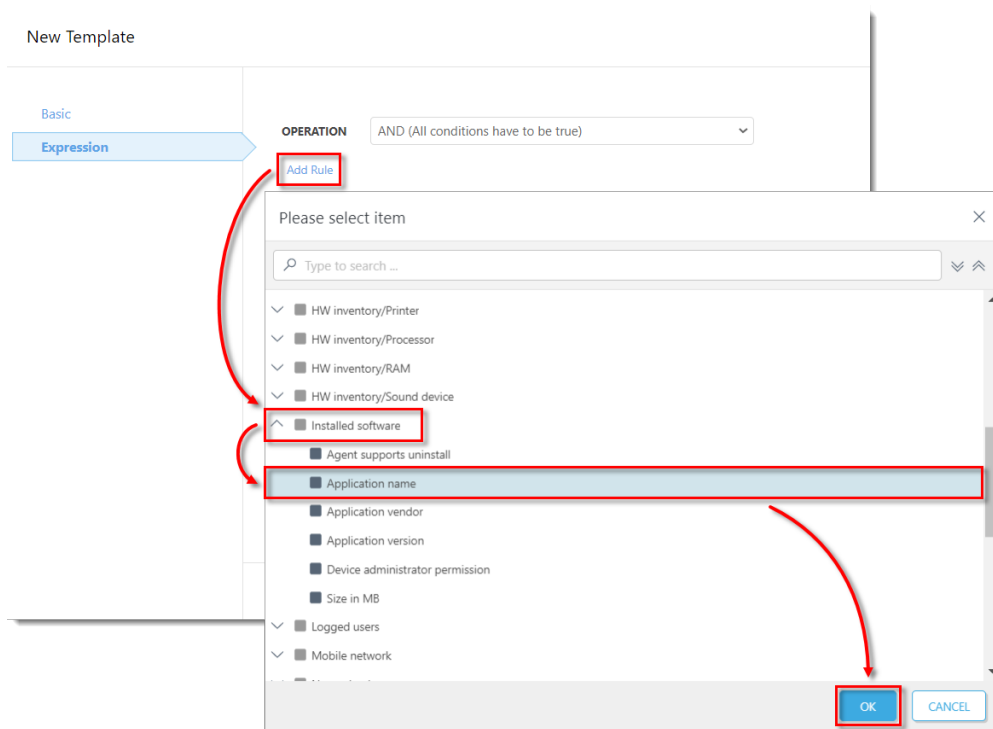 New Template
Basic
Expression
OPERATION AND (All conditions have to be true)
Add Rule
Please select item
Type to search ...
HW inventory/Printer
HW inventory/Processor
HW inventory/RAM
HW inventory/Sound device
Installed software
Agent supports uninstall
Application name
Application vendor
Application version
Device administrator permission
Size in MB
Logged users
Mobile network
OK CANCEL